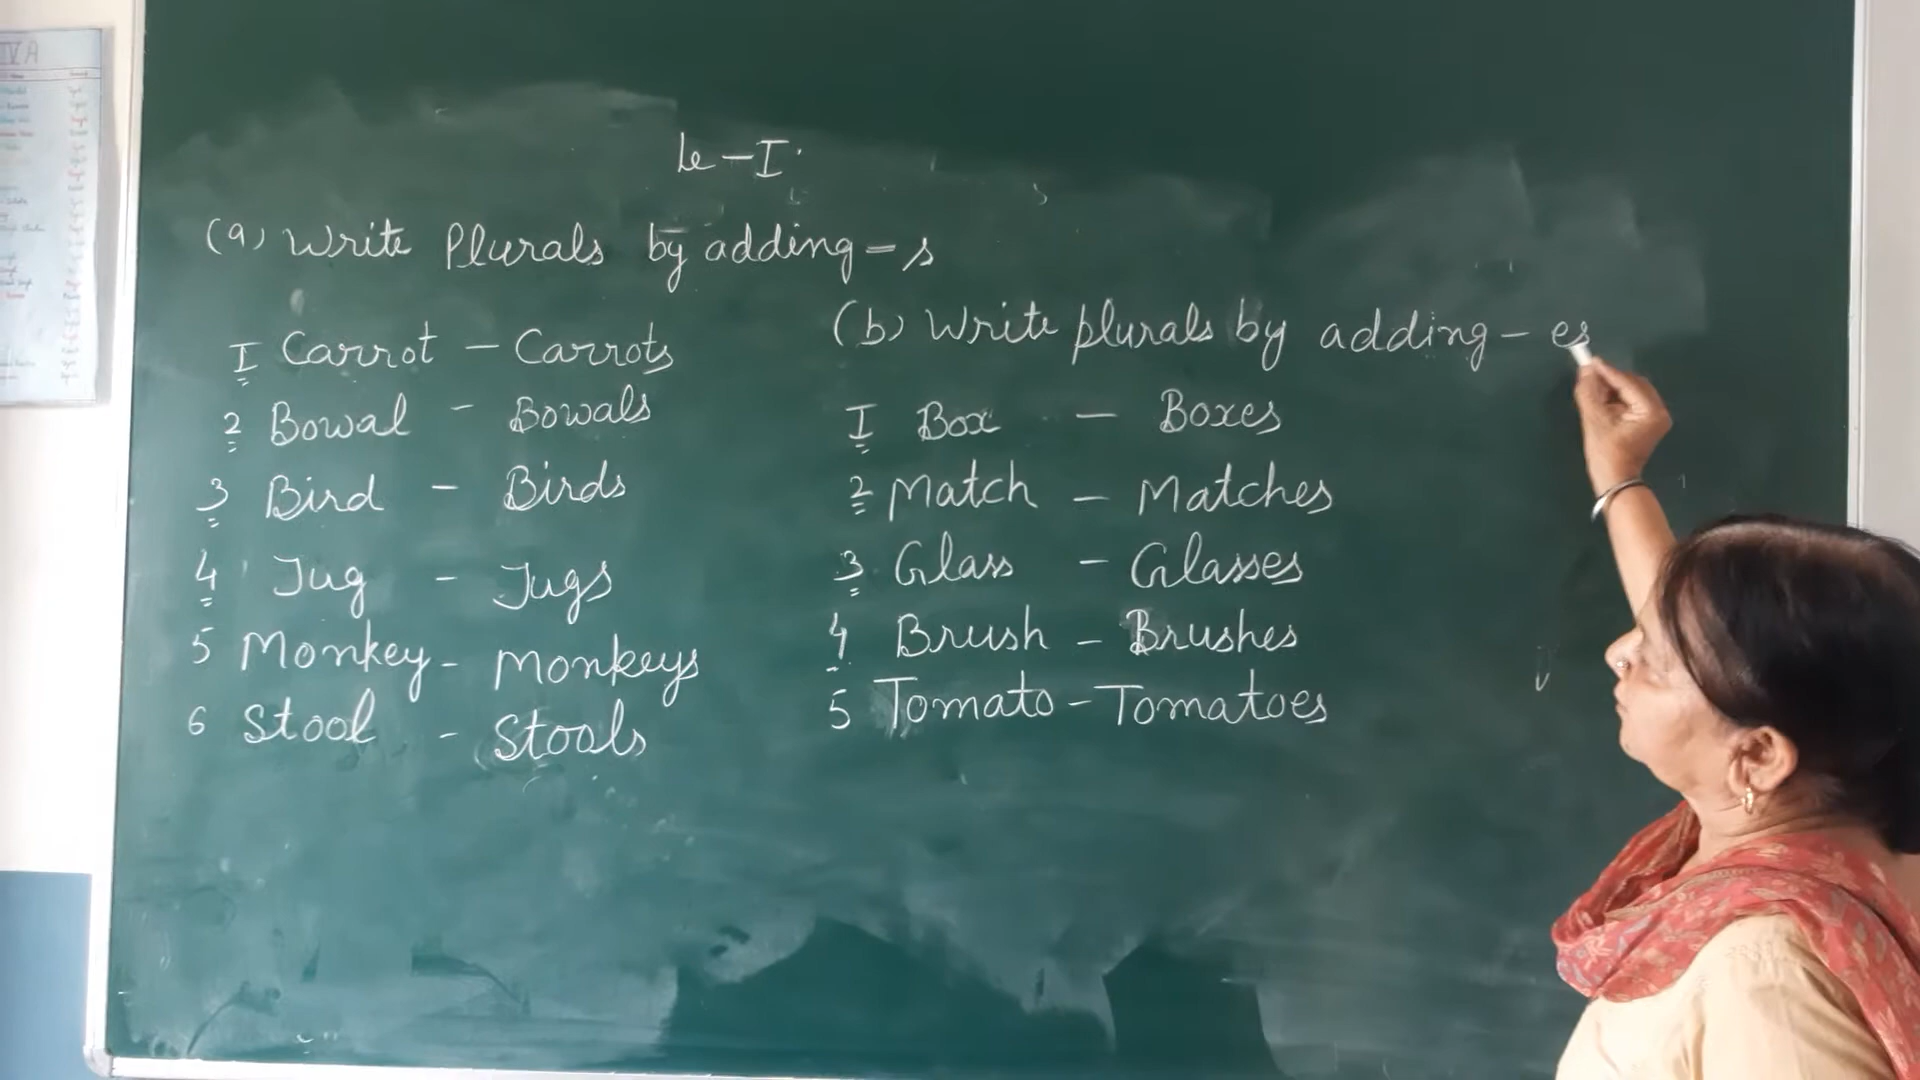 IVA
Le-I
(a) Write Plurals by adding - s
I Carrot - Carrots
2 Bowal - Bowals
3 Bird - Birds
4 Jug - Jugs
5 Monkey - Monkeys
6 Stool - Stools
(b) Write plurals by adding - es
I Box - Boxes
2 Match - Matches
3 Glass - Glasses
4 Brush - Brushes
5 Tomato - Tomatoes